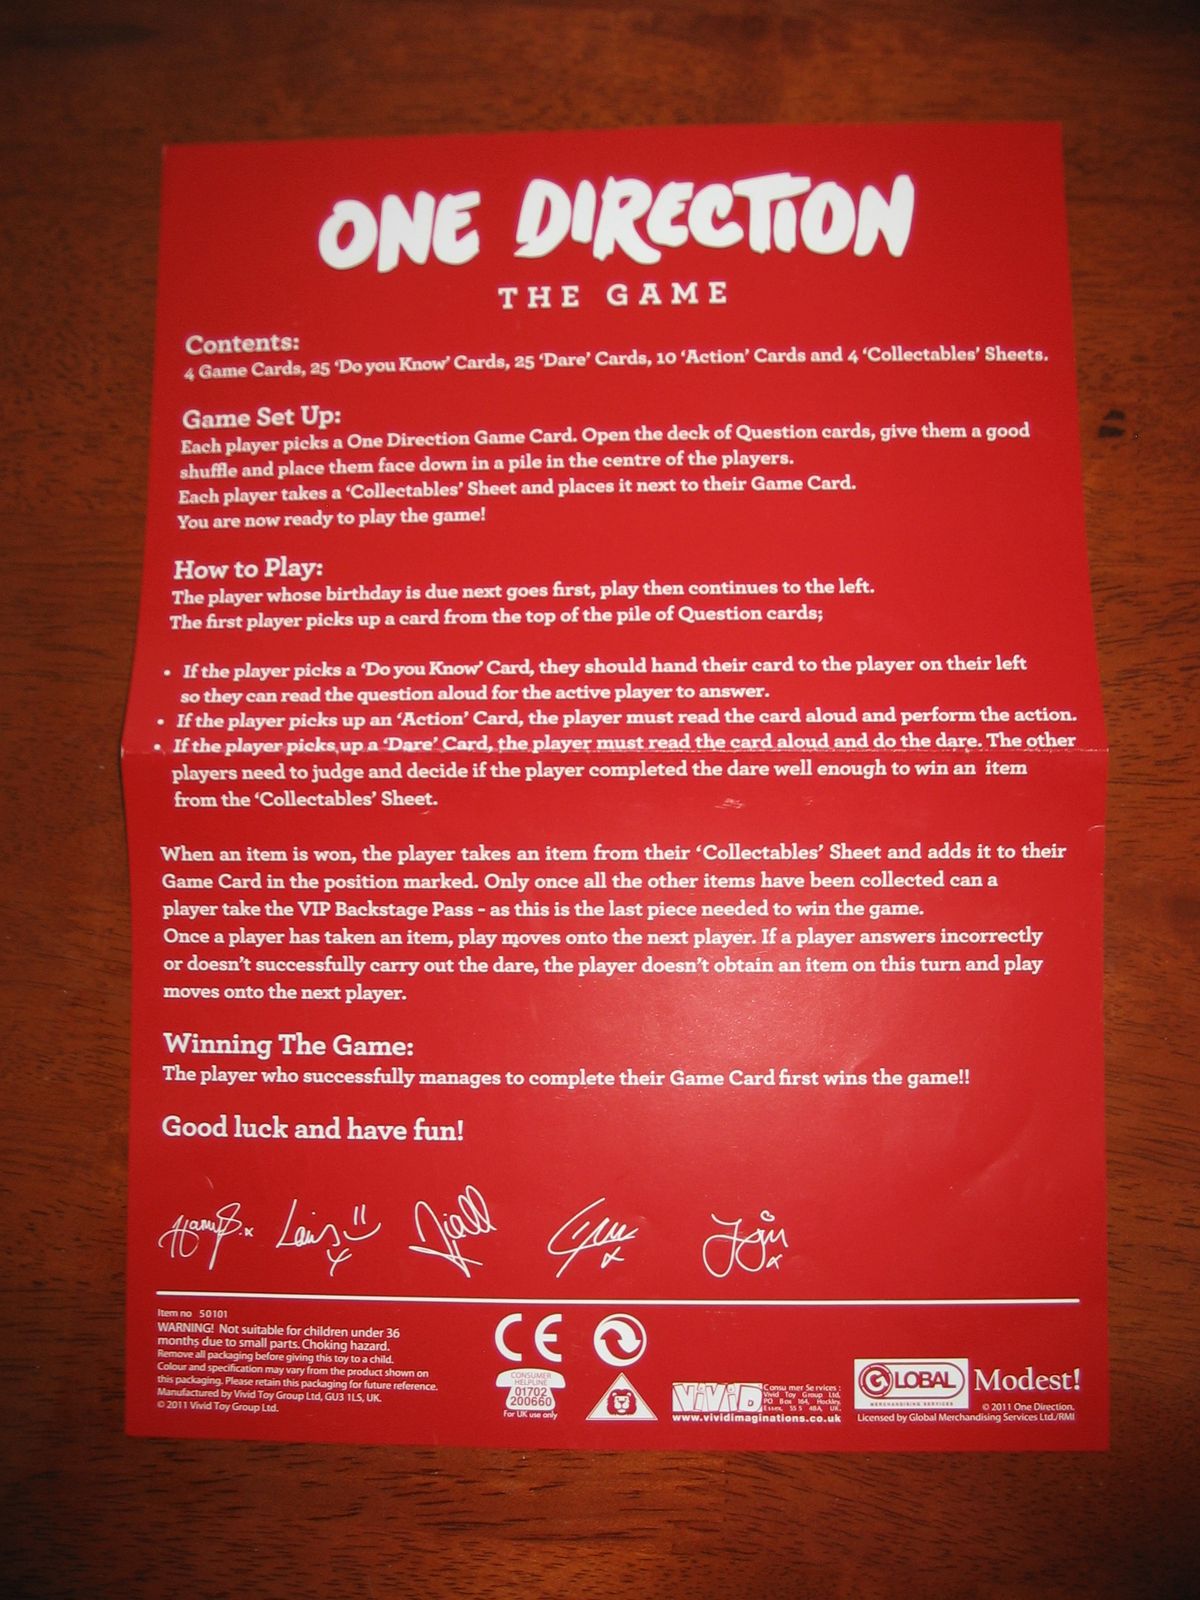 ONE DIRECTION
THE GAME
Contents:
4 Game Cards, 25 'Do you Know' Cards, 25 'Dare' Cards, 10 'Action' Cards and 4 'Collectables' Sheets.
Game Set Up:
Each player picks a One Direction Game Card. Open the deck of Question cards, give them a good
shuffle and place them face down in a pile in the centre of the players.
Each player takes a 'Collectables' Sheet and places it next to their Game Card.
You are now ready to play the game!
How to Play:
The player whose birthday is due next goes first, play then continues to the left.
The first player picks up a card from the top of the pile of Question cards;
• If the player picks a 'Do you Know' Card, they should hand their card to the player on their left
so they can read the question aloud for the active player to answer.
• If the player picks up an 'Action' Card, the player must read the card aloud and perform the action.
• If the player picks up a 'Dare' Card, the player must read the card aloud and do the dare. The other
players need to judge and decide if the player completed the dare well enough to win an item
from the 'Collectables' Sheet.
When an item is won, the player takes an item from their 'Collectables' Sheet and adds it to their
Game Card in the position marked. Only once all the other items have been collected can a
player take the VIP Backstage Pass - as this is the last piece needed to win the game.
Once a player has taken an item, play moves onto the next player. If a player answers incorrectly
or doesn't successfully carry out the dare, the player doesn't obtain an item on this turn and play
moves onto the next player.
Winning The Game:
The player who successfully manages to complete their Game Card first wins the game!!
Good luck and have fun!
Item no 50101
WARNING! Not suitable for children under 36
months due to small parts. Choking hazard.
Remove all packaging before giving this toy to a child.
Colour and specification may vary from the product shown on
this packaging. Please retain this packaging for future reference.
Manufactured by Vivid Toy Group Ltd, GU3 1LS, UK.
© 2011 Vivid Toy Group Ltd.
CE
CONSUMER
HELPLINE
01702
200660
For UK use only
ViViD
Consumer Services:
Vivid Toy Group Ltd,
PO Box 164, Hockley,
Essex, SS5 4BA, UK.
www.vividimaginations.co.uk
GLOBAL
MERCHANDISING SERVICES
Modest!
© 2011 One Direction.
Licensed by Global Merchandising Services Ltd./RMI